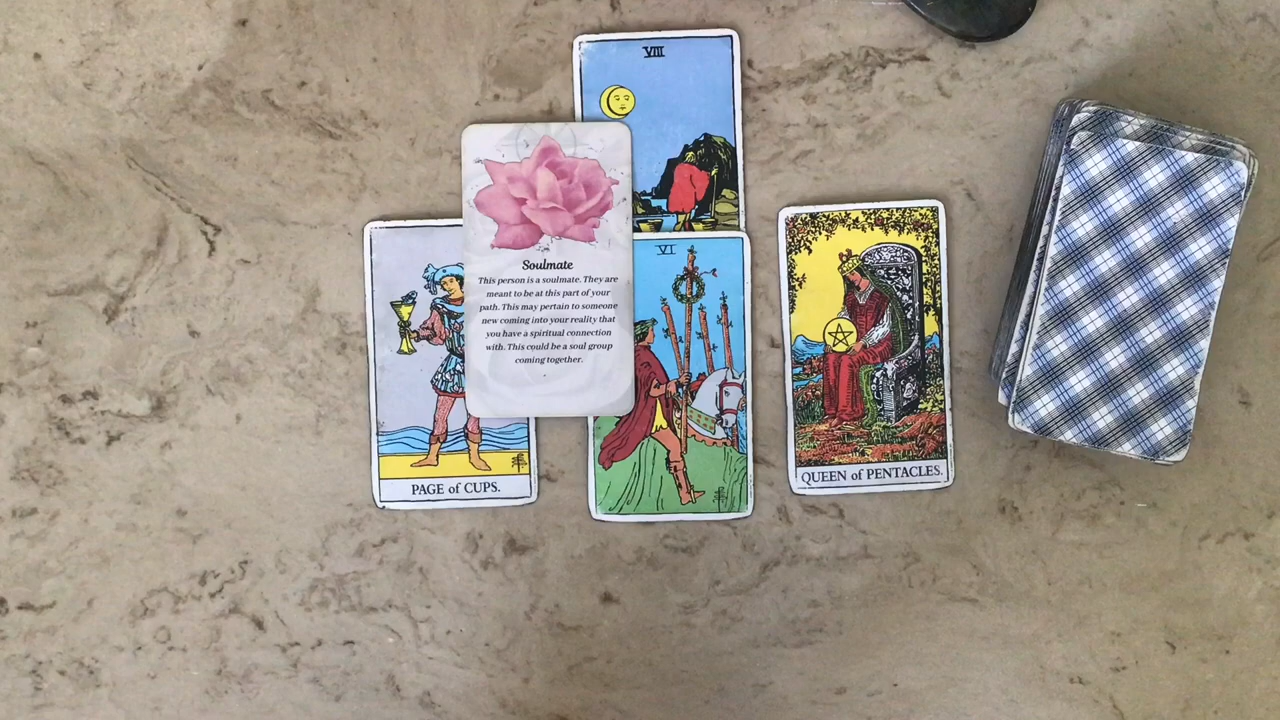 VIII
Soulmate
This person is a soulmate. They are
meant to be at this part of your
path. This may pertain to someone
new coming into your reality that
you have a spiritual connection
with. This could be a soul group
coming together.
VI
PAGE of CUPS.
QUEEN of PENTACLES.